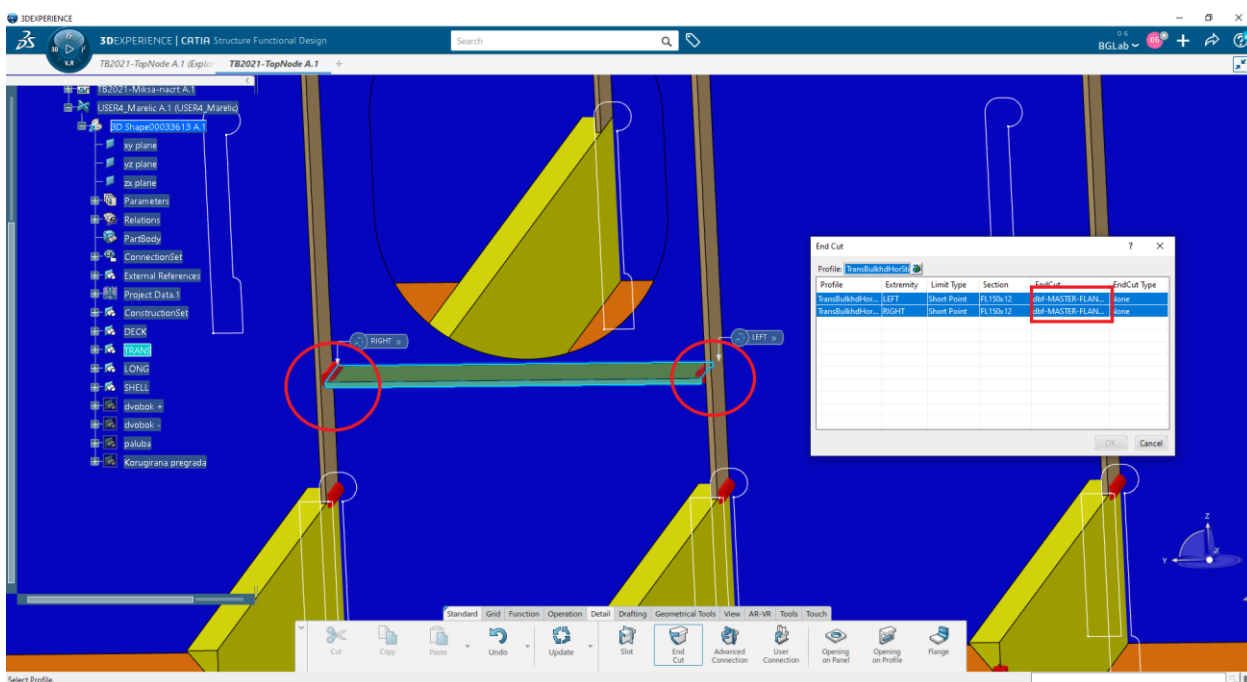 3DEXPERIENCE
3DEXPERIENCE | CATIA Structure Functional Design
Search
O G
BGLab
OG
3D
V.R
TB2021-TopNode A.1 (Explor
TB2021-TopNode A.1
TB2021-Miksa-nacrt A.1
USER4_Marelic A.1 (USER4_Marelic)
3D Shape00033613 A.1
xy plane
yz plane
zx plane
Parameters
Relations
PartBody
ConnectionSet
External References
Project Data.1
ConstructionSet
DECK
TRANS
LONG
SHELL
dvobok +
dvobok -
paluba
Korugirana pregrada
RIGHT »
LEFT »
End Cut
Profile: TransBulkhdHorSti
Profile Extremity Limit Type Section EndCut EndCut Type
TransBulkhdHor... LEFT Short Point FL150x12 dbf-MASTER-FLAN... None
TransBulkhdHor... RIGHT Short Point FL150x12 dbf-MASTER-FLAN... None
OK Cancel
Z
Y
X
Standard Grid Function Operation Detail Drafting Geometrical Tools View AR-VR Tools Touch
Cut
Copy
Paste
Undo
Update
Slot
End Cut
Advanced Connection
User Connection
Opening on Panel
Opening on Profile
Flange
Select Profile.